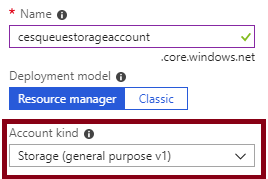 * Name
cesqueuestorageaccount
.core.windows.net
Deployment model
Resource manager Classic
Account kind
Storage (general purpose v1)